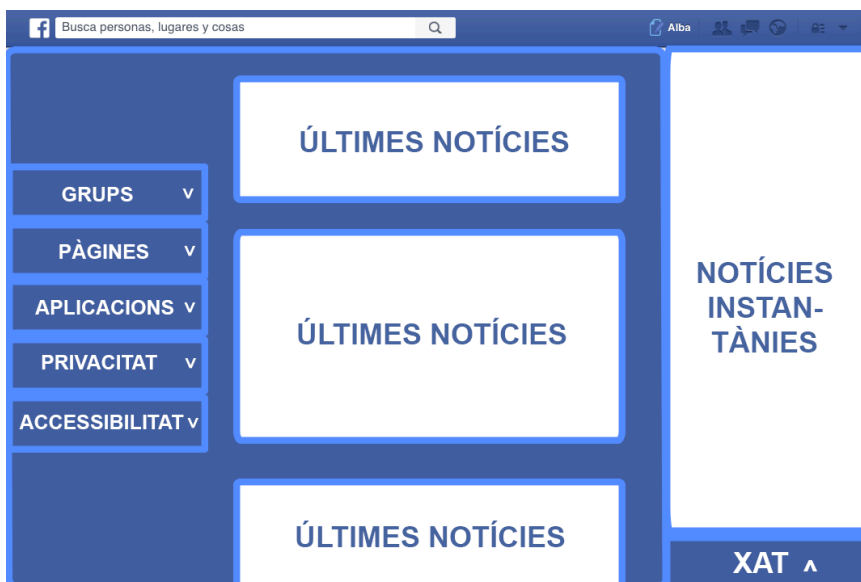 f Busca personas, lugares y cosas
Alba
ÚLTIMES NOTÍCIES
GRUPS v
PÀGINES v
APLICACIONS v
PRIVACITAT v
ACCESSIBILITAT v
ÚLTIMES NOTÍCIES
ÚLTIMES NOTÍCIES
NOTÍCIES
INSTAN-
TÀNIES
XAT ʌ